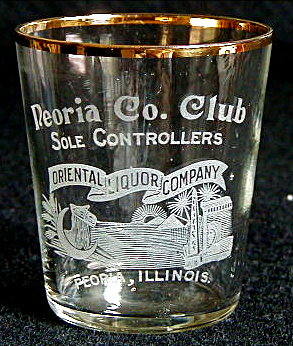 Peoria Co. Club
SOLE CONTROLLERS
ORIENTAL LIQUOR COMPANY
PEORIA, ILLINOIS.